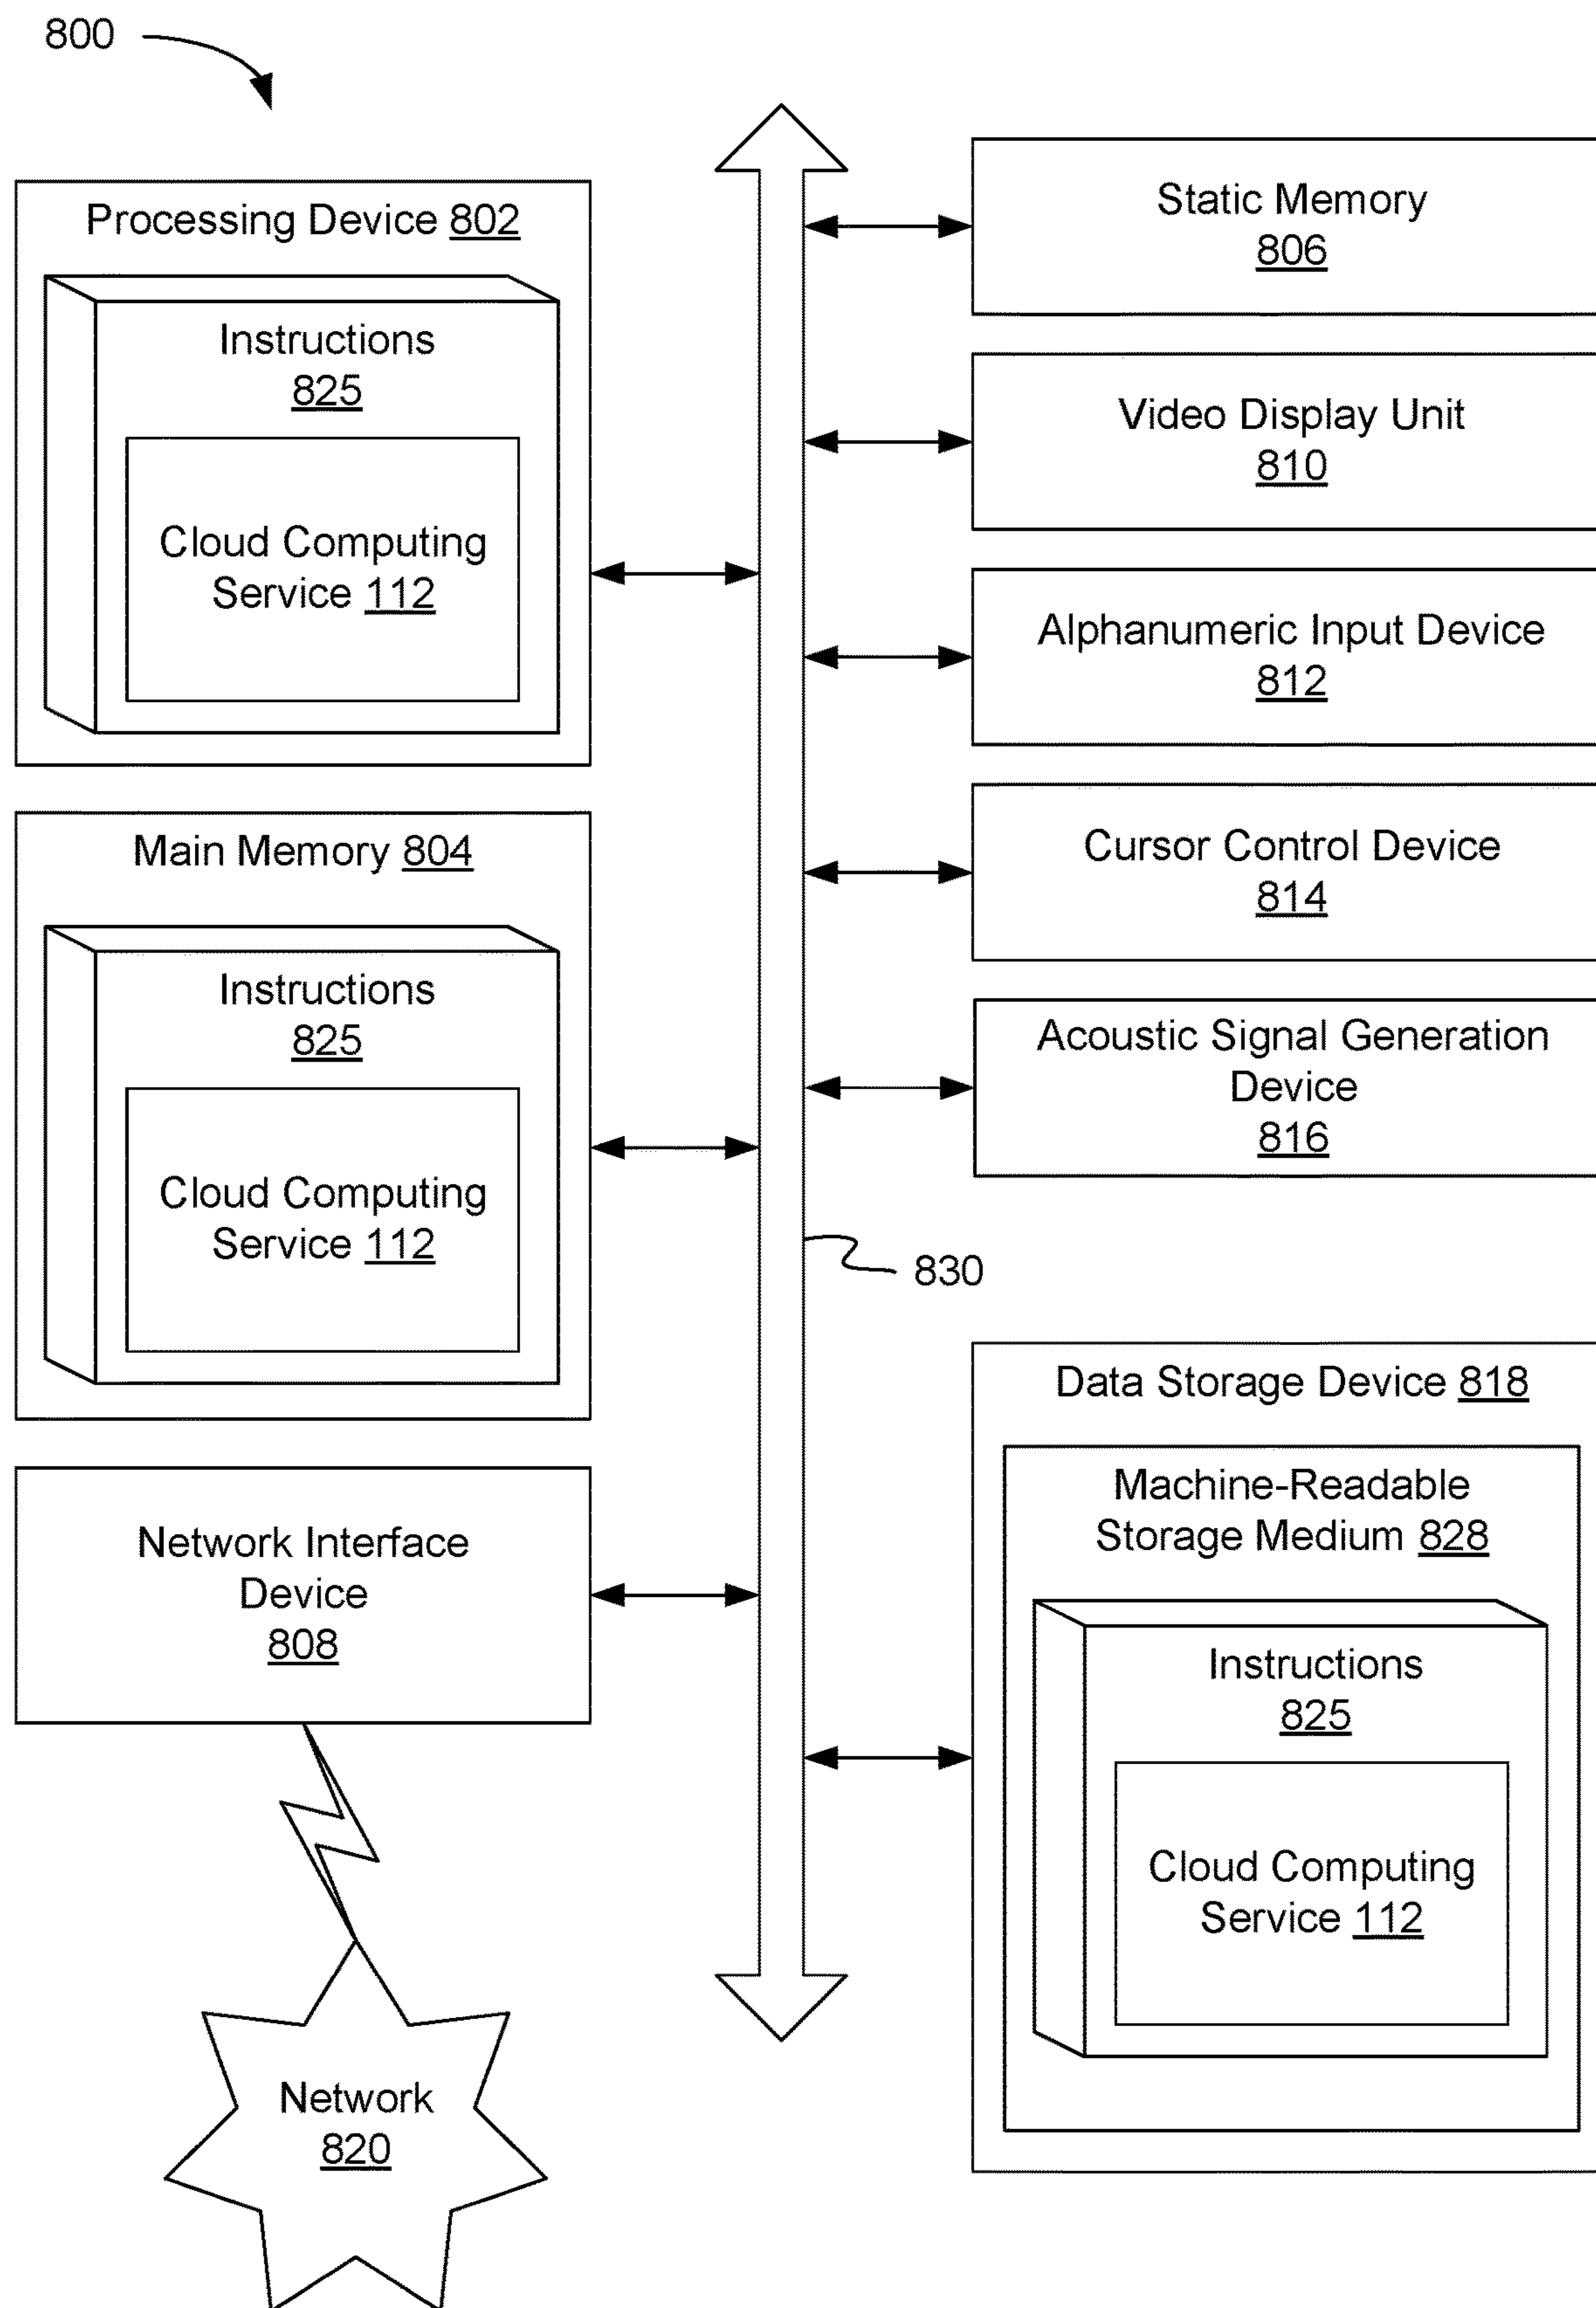 800
Processing Device 802
Instructions
825
Cloud Computing
Service 112
Main Memory 804
Instructions
825
Cloud Computing
Service 112
Network Interface
Device
808
Network
820
Static Memory
806
Video Display Unit
810
Alphanumeric Input Device
812
Cursor Control Device
814
Acoustic Signal Generation
Device
816
830
Data Storage Device 818
Machine-Readable
Storage Medium 828
Instructions
825
Cloud Computing
Service 112